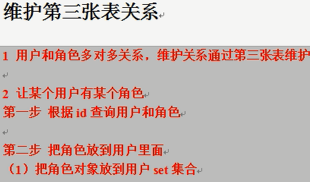 维护第三张表关系
1 用户和角色多对多关系，维护关系通过第三张表维护
2 让某个用户有某个角色
第一步 根据 id 查询用户和角色
第二步 把角色放到用户里面
（1）把角色对象放到用户 set 集合